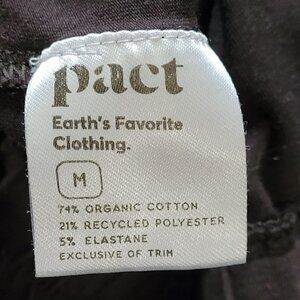 pact
Earth's Favorite
Clothing.
M
74% ORGANIC COTTON
21% RECYCLED POLYESTER
5% ELASTANE
EXCLUSIVE OF TRIM